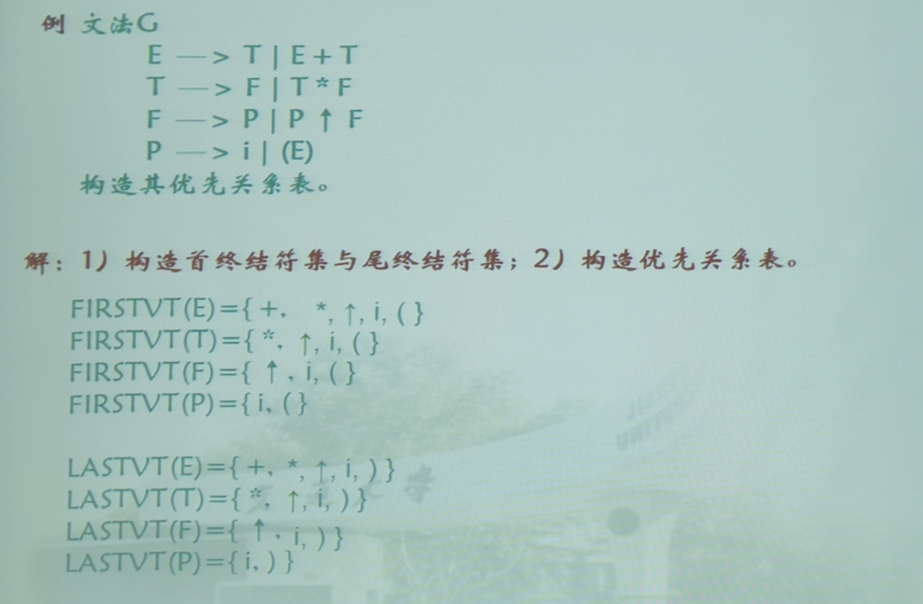 例 文法G
E —> T | E + T
T —> F | T * F
F —> P | P ↑ F
P —> i | (E)
构造其优先关系表。
解：1) 构造首终结符集与尾终结符集；2) 构造优先关系表。
FIRSTVT(E)={ +, *, ↑, i, ( }
FIRSTVT(T)={ *, ↑, i, ( }
FIRSTVT(F)={ ↑, i, ( }
FIRSTVT(P)={i, ( }
LASTVT(E)={ +, *, ↑, i, ) }
LASTVT(T)={ *, ↑, i, ) }
LASTVT(F)={ ↑, i, ) }
LASTVT(P)={i, ) }